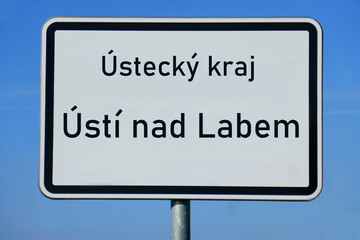 Ústecký kraj
Ústí nad Labem